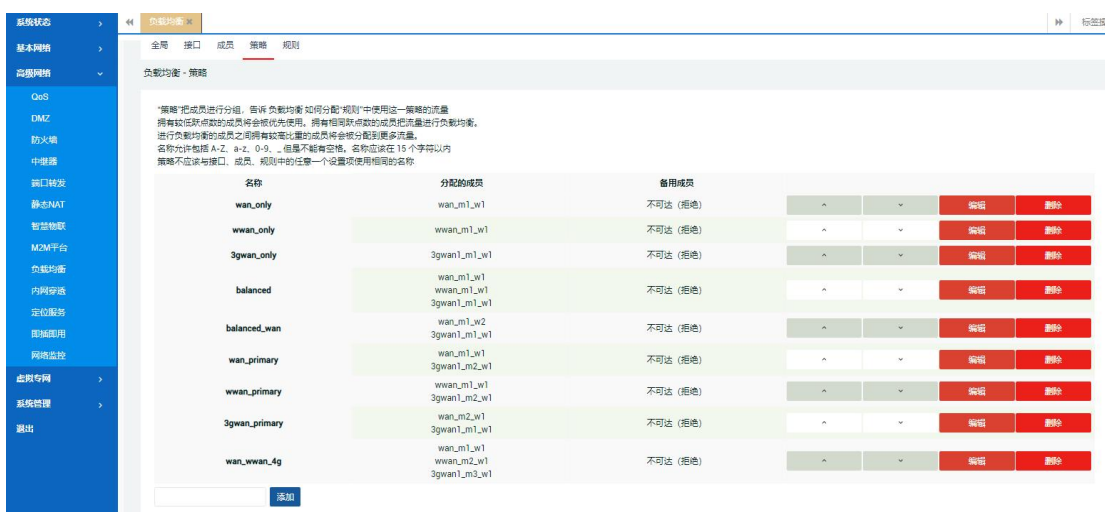 系统状态
负载均衡
标签
基本网络
全局 接口 成员 策略 规则
高级网络
负载均衡 - 策略
QoS
DMZ
防火墙
中继器
端口转发
静态NAT
智慧物联
M2M平台
负载均衡
内网穿透
定位服务
即插即用
网络监控
虚拟专网
系统管理
退出
"策略"把成员进行分组，告诉 负载均衡 如何分配"规则"中使用这一策略的流量
拥有较低跃点数的成员将会被优先使用。拥有相同跃点数的成员把流量进行负载均衡。
进行负载均衡的成员之间拥有较高比重的成员将会被分配到更多流量。
名称允许包括 A-Z、a-z、0-9、_ 但是不能有空格。名称应该在 15 个字符以内
策略不应该与接口、成员、规则中的任意一个设置项使用相同的名称
名称 分配的成员 备用成员
wan_only wan_m1_w1 不可达 (拒绝) 编辑 删除
wwan_only wwan_m1_w1 不可达 (拒绝) 编辑 删除
3gwan_only 3gwan1_m1_w1 不可达 (拒绝) 编辑 删除
wan_m1_w1
balanced wwan_m1_w1 不可达 (拒绝) 编辑 删除
3gwan1_m1_w1
wan_m1_w2
balanced_wan 不可达 (拒绝) 编辑 删除
3gwan1_m1_w1
wan_m1_w1
wan_primary 不可达 (拒绝) 编辑 删除
3gwan1_m2_w1
wwan_m1_w1
wwan_primary 不可达 (拒绝) 编辑 删除
3gwan1_m2_w1
wan_m2_w1
3gwan_primary 不可达 (拒绝) 编辑 删除
3gwan1_m1_w1
wan_m1_w1
wan_wwan_4g wwan_m2_w1 不可达 (拒绝) 编辑 删除
3gwan1_m3_w1
添加